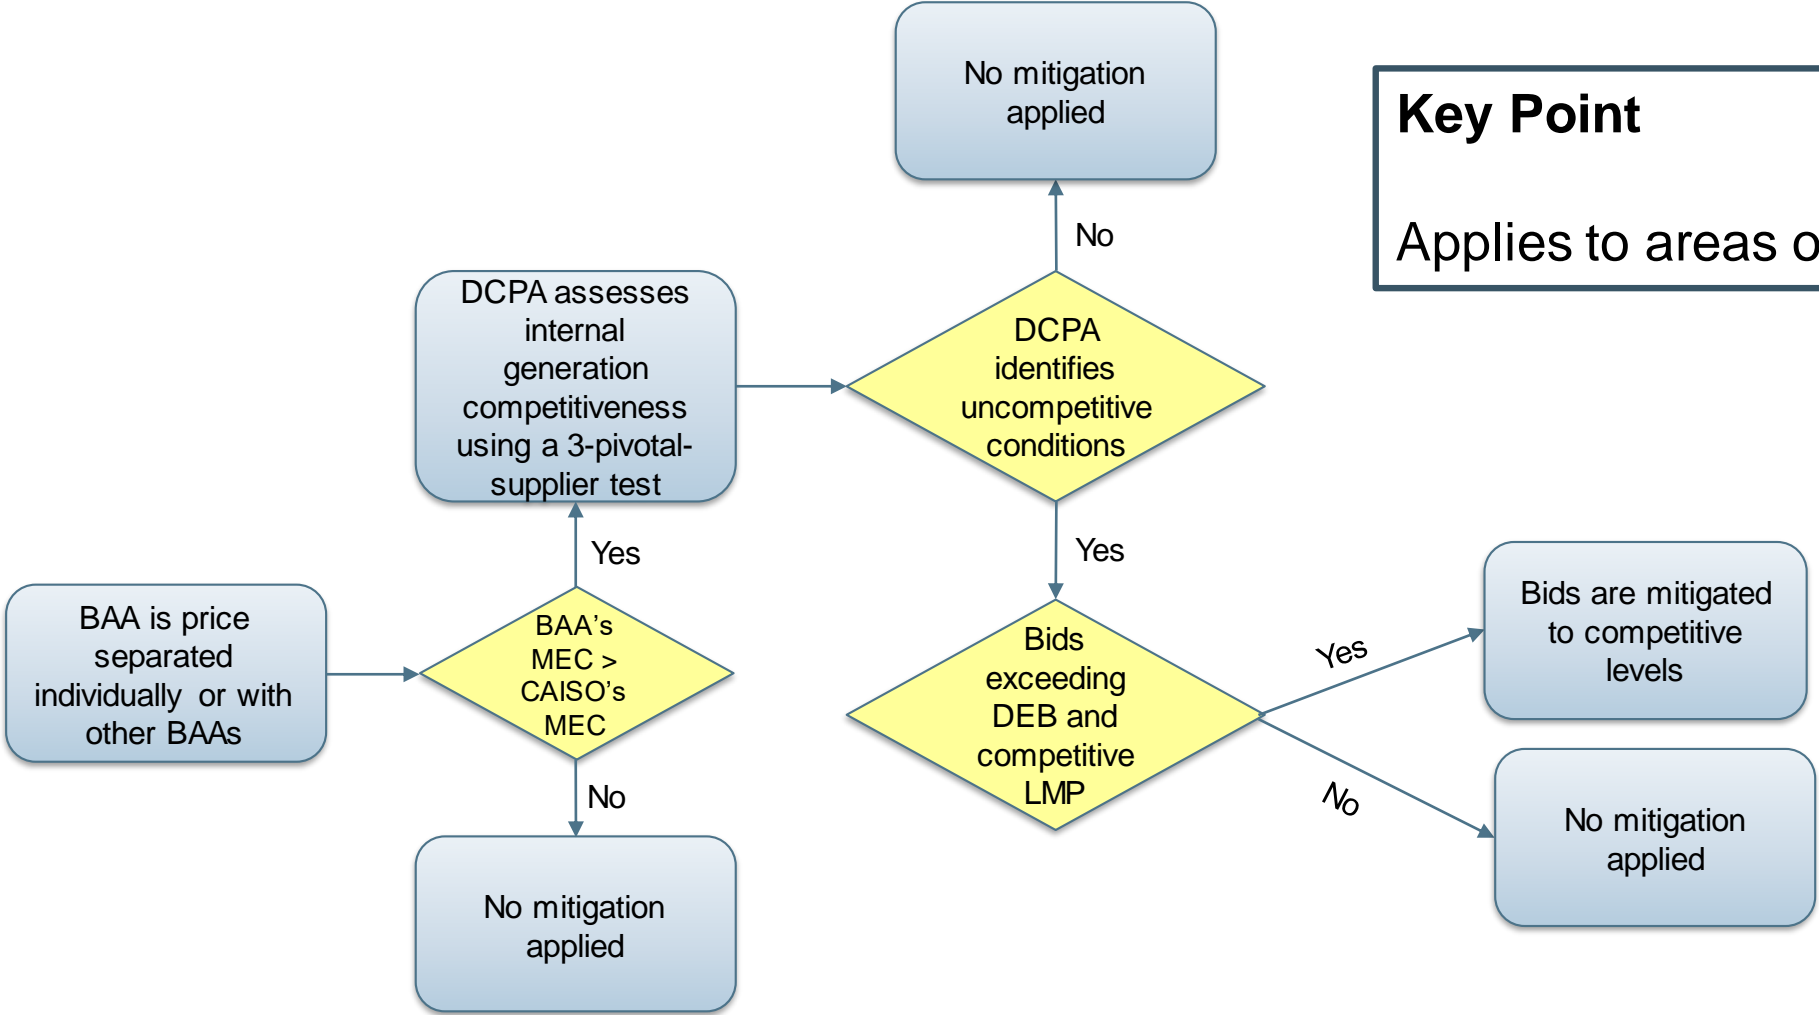 No mitigation
applied
Key Point
Applies to areas o
No
DCPA assesses
internal
generation
competitiveness
using a 3-pivotal-
supplier test
DCPA
identifies
uncompetitive
conditions
Yes
Yes
BAA is price
separated
individually or with
other BAAs
BAA's
MEC >
CAISO's
MEC
Bids
exceeding
DEB and
competitive
LMP
Yes
Bids are mitigated
to competitive
levels
No
No
No mitigation
applied
No mitigation
applied